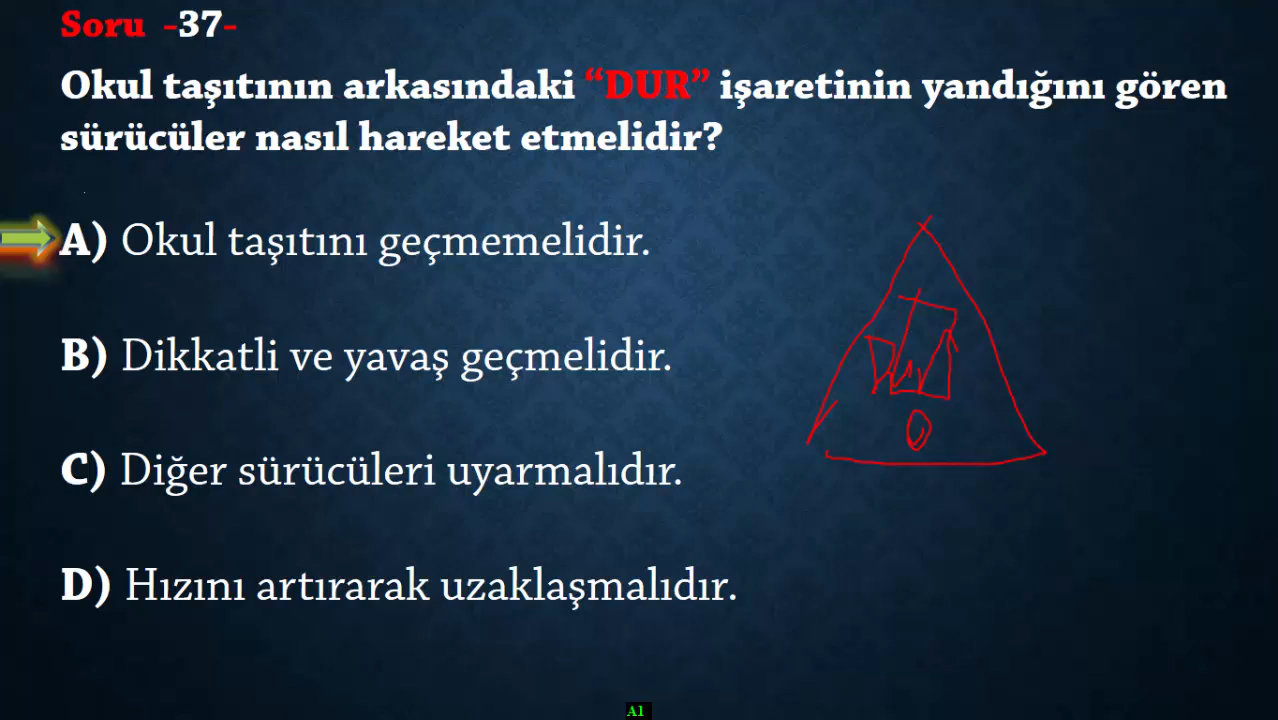 Soru -37-
Okul taşıtının arkasındaki “DUR” işaretinin yandığını gören
sürücüler nasıl hareket etmelidir?
A) Okul taşıtını geçmemelidir.
B) Dikkatli ve yavaş geçmelidir.
C) Diğer sürücüleri uyarmalıdır.
D) Hızını artırarak uzaklaşmalıdır.
A1